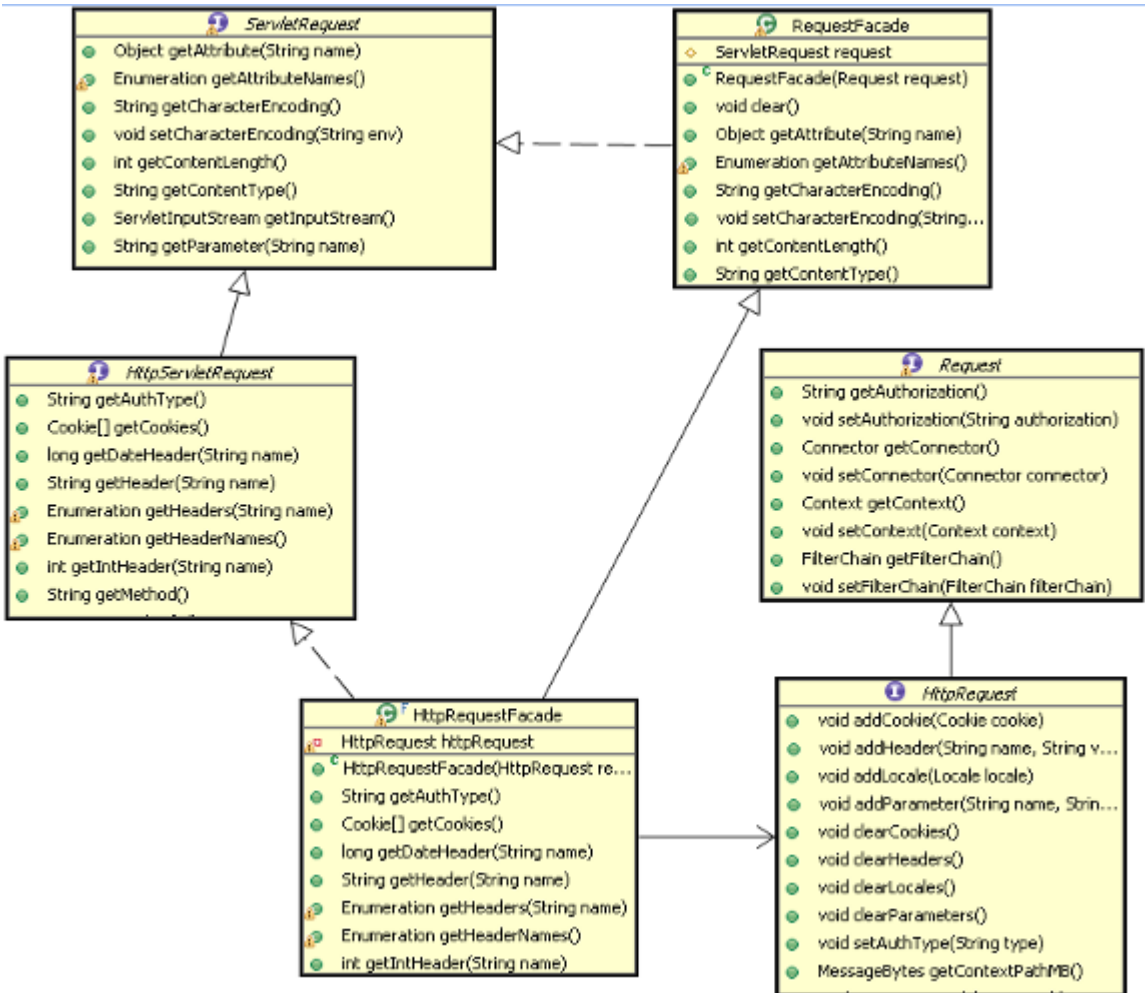 ServletRequest
Object getAttribute(String name)
Enumeration getAttributeNames()
String getCharacterEncoding()
void setCharacterEncoding(String env)
int getContentLength()
String getContentType()
ServletInputStream getInputStream()
String getParameter(String name)
RequestFacade
ServletRequest request
C RequestFacade(Request request)
void clear()
Object getAttribute(String name)
Enumeration getAttributeNames()
String getCharacterEncoding()
void setCharacterEncoding(String...
int getContentLength()
String getContentType()
HttpServletRequest
String getAuthType()
Cookie[] getCookies()
long getDateHeader(String name)
String getHeader(String name)
Enumeration getHeaders(String name)
Enumeration getHeaderNames()
int getIntHeader(String name)
String getMethod()
Request
String getAuthorization()
void setAuthorization(String authorization)
Connector getConnector()
void setConnector(Connector connector)
Context getContext()
void setContext(Context context)
FilterChain getFilterChain()
void setFilterChain(FilterChain filterChain)
F HttpRequestFacade
HttpRequest httpRequest
C HttpRequestFacade(HttpRequest re...
String getAuthType()
Cookie[] getCookies()
long getDateHeader(String name)
String getHeader(String name)
Enumeration getHeaders(String name)
Enumeration getHeaderNames()
int getIntHeader(String name)
HttpRequest
void addCookie(Cookie cookie)
void addHeader(String name, String v...
void addLocale(Locale locale)
void addParameter(String name, Strin...
void clearCookies()
void clearHeaders()
void clearLocales()
void clearParameters()
void setAuthType(String type)
MessageBytes getContextPathMB()